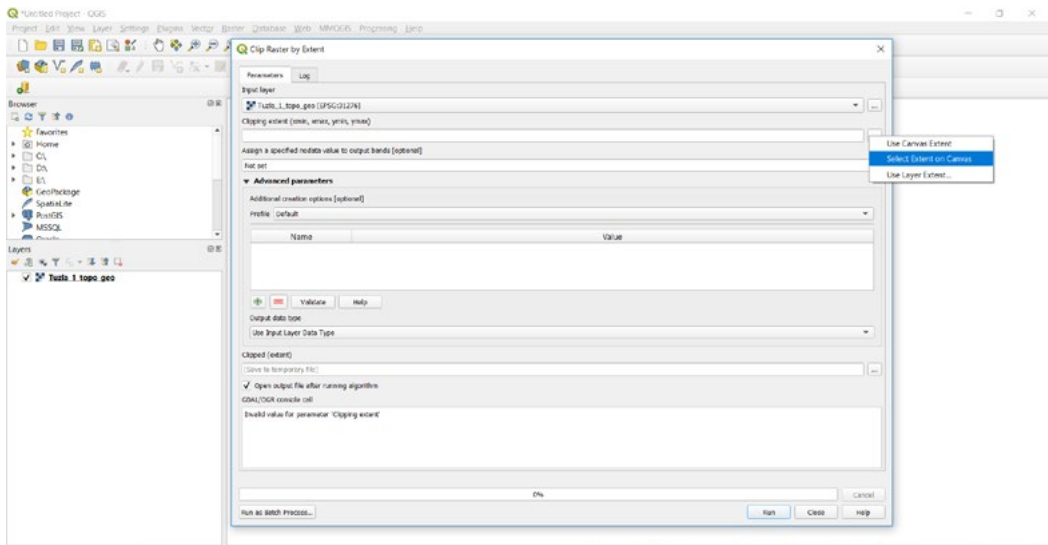 *Untitled Project - QGIS
Project Edit View Layer Settings Plugins Vector Raster Database Web MMQGIS Processing Help
Clip Raster by Extent
Parameters Log
Input layer
Tuzla_1_topo_geo [EPSG:31276]
Clipping extent (xmin, xmax, ymin, ymax)
Use Canvas Extent
Select Extent on Canvas
Use Layer Extent...
Assign a specified nodata value to output bands [optional]
Not set
Advanced parameters
Additional creation options [optional]
Profile Default
Name Value
Validate Help
Output data type
Use Input Layer Data Type
Clipped (extent)
[Save to temporary file]
Open output file after running algorithm
GDAL/OGR console call
Invalid value for parameter 'Clipping extent'
0% Cancel
Run as Batch Process... Run Close Help
Browser
Favorites
Home
C:\
D:\
E:\
GeoPackage
SpatiaLite
PostGIS
MSSQL
Layers
Tuzla_1_topo_geo